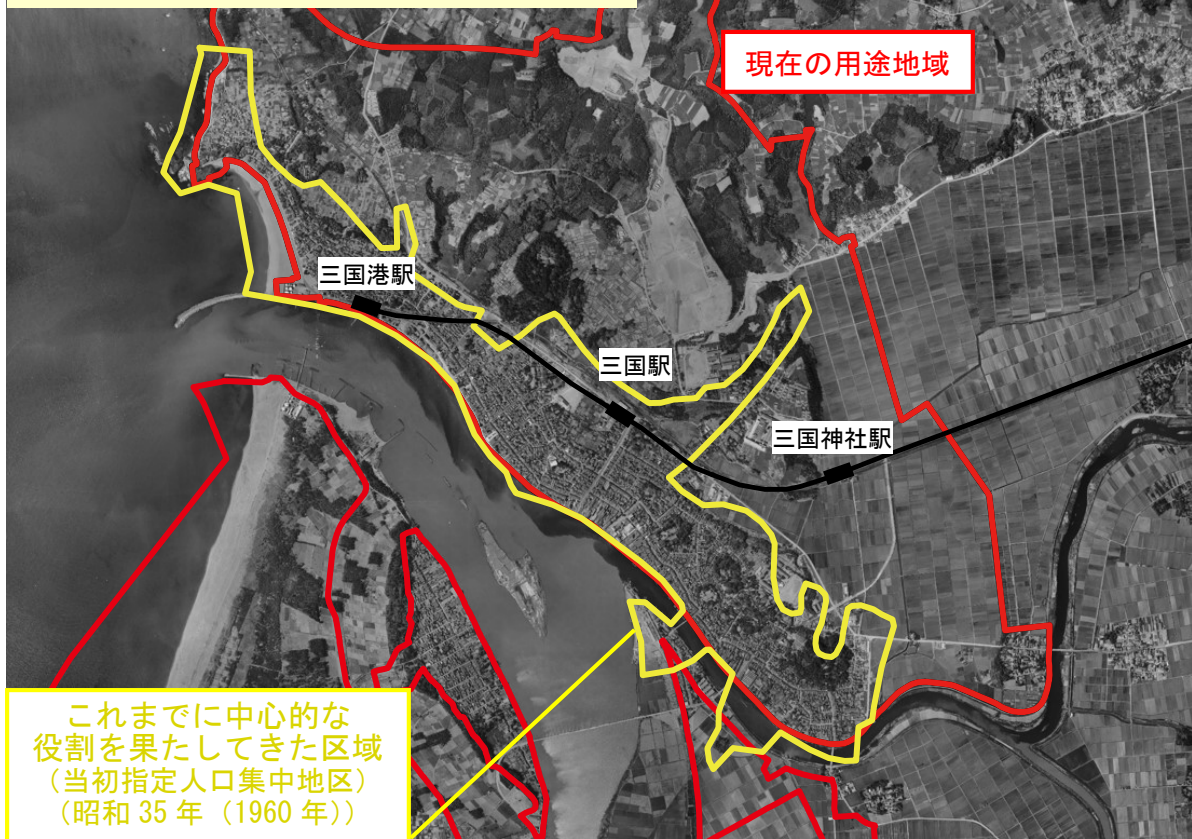 現在の用途地域
三国港駅
三国駅
三国神社駅
これまでに中心的な
役割を果たしてきた区域
（当初指定人口集中地区）
（昭和 35 年（1960 年））